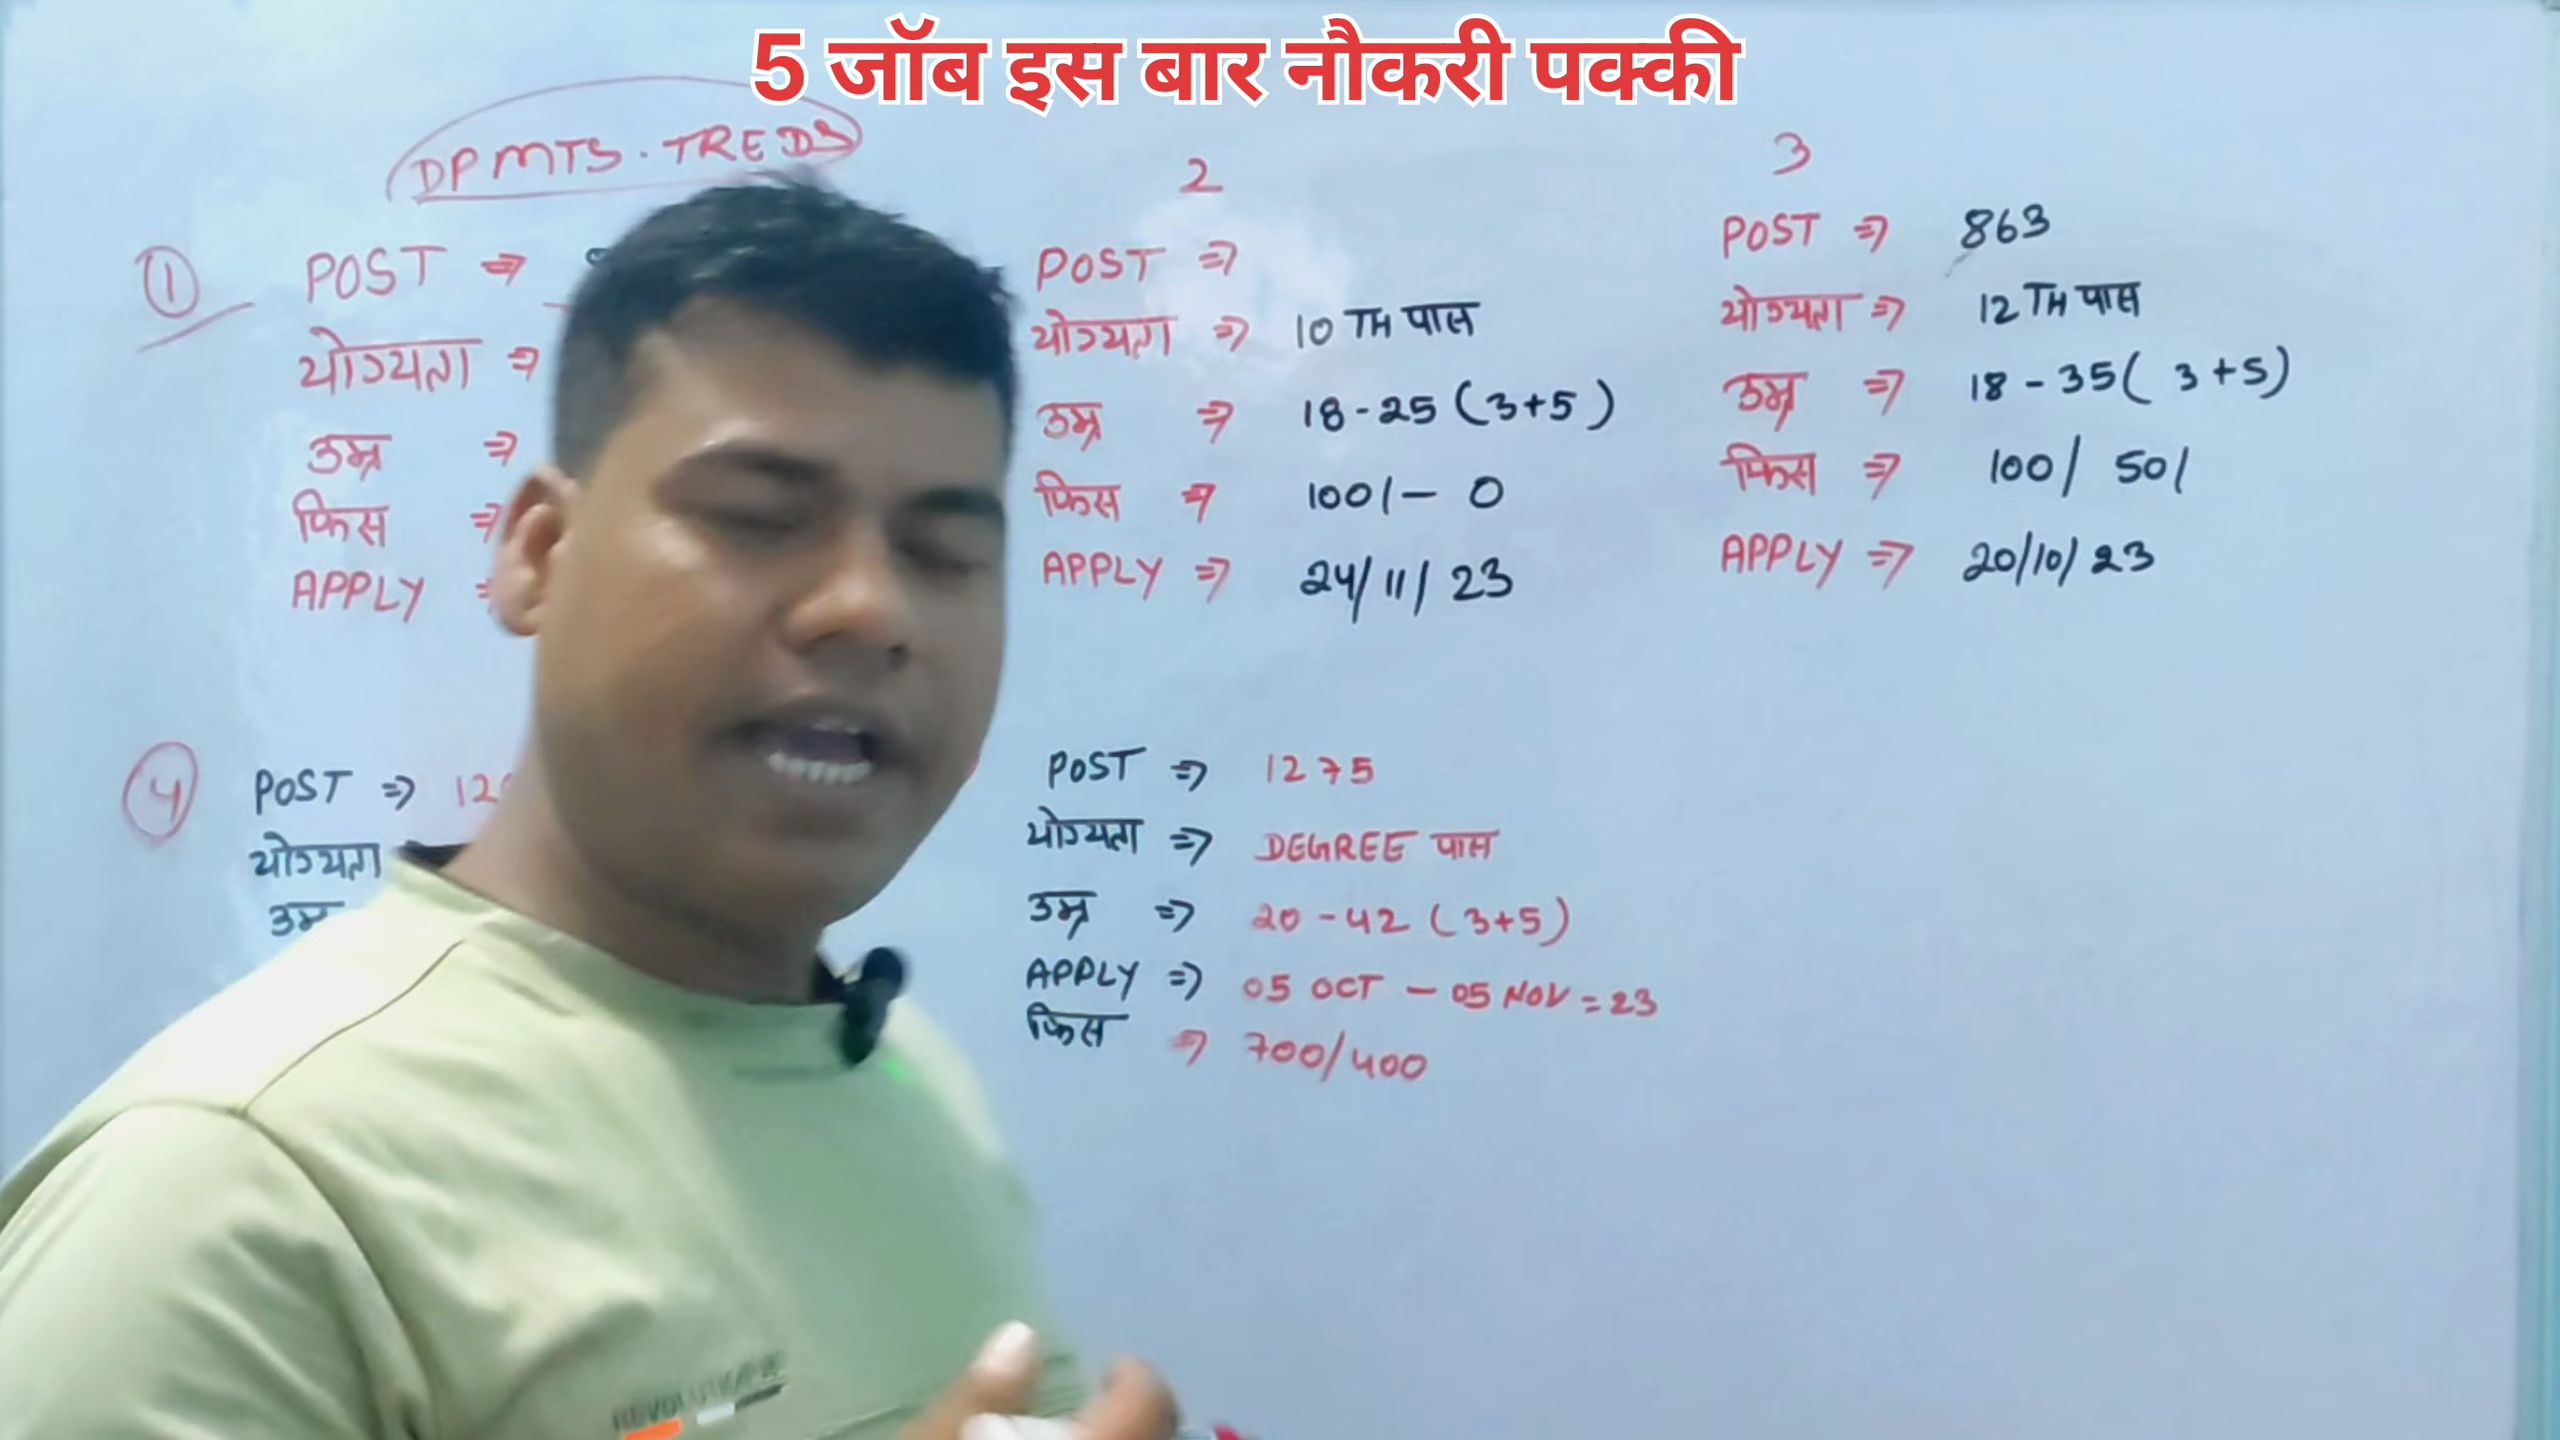 5 जॉब इस बार नौकरी पक्की
DP MTS. TREDS
1
POST ⇒
योग्यता ⇒
उम्र ⇒
फिस ⇒
APPLY ⇒
2
POST ⇒
योग्यता ⇒ 10 TH पास
उम्र ⇒ 18-25 (3+5)
फिस ⇒ 100/- 0
APPLY ⇒ 24/11/23
3
POST ⇒ 863
योग्यता ⇒ 12 TH पास
उम्र ⇒ 18-35( 3+5)
फिस ⇒ 100/ 50/
APPLY ⇒ 20/10/23
4
POST ⇒ 12
योग्यता
उम्र
POST ⇒ 1275
योग्यता ⇒ DEGREE पास
उम्र ⇒ 20-42 (3+5)
APPLY ⇒ 05 OCT - 05 NOV = 23
फिस ⇒ 700/400